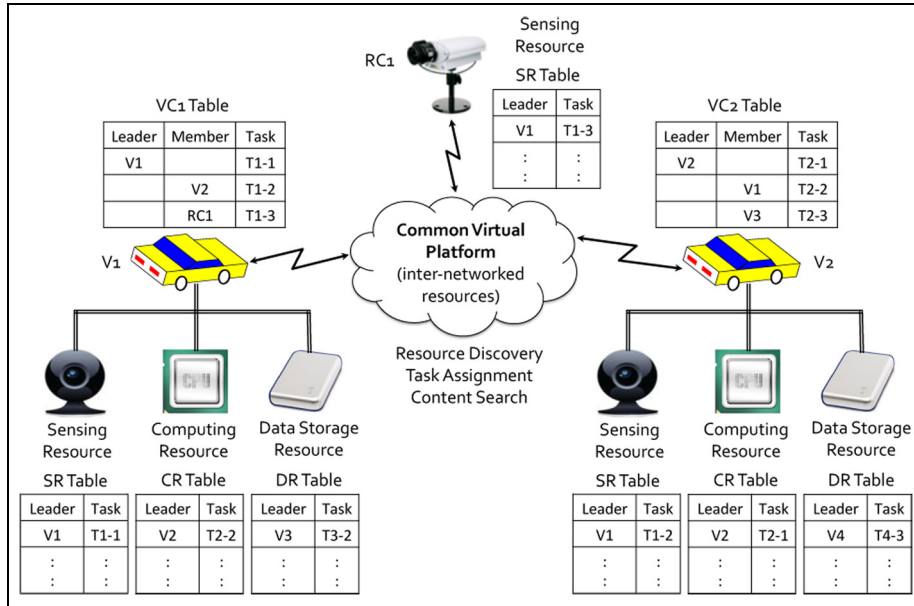 Sensing
Resource
RC1
SR Table
Leader Task
V1 T1-3
: :
: :
VC1 Table
Leader Member Task
V1 T1-1
V2 T1-2
RC1 T1-3
VC2 Table
Leader Member Task
V2 T2-1
V1 T2-2
V3 T2-3
V1
Common Virtual
Platform
(inter-networked
resources)
V2
Resource Discovery
Task Assignment
Content Search
CPU
Sensing
Resource
Computing
Resource
Data Storage
Resource
SR Table
Leader Task
V1 T1-1
: :
: :
CR Table
Leader Task
V2 T2-2
: :
: :
DR Table
Leader Task
V3 T3-2
: :
: :
CPU
Sensing
Resource
Computing
Resource
Data Storage
Resource
SR Table
Leader Task
V1 T1-2
: :
: :
CR Table
Leader Task
V2 T2-1
: :
: :
DR Table
Leader Task
V4 T4-3
: :
: :